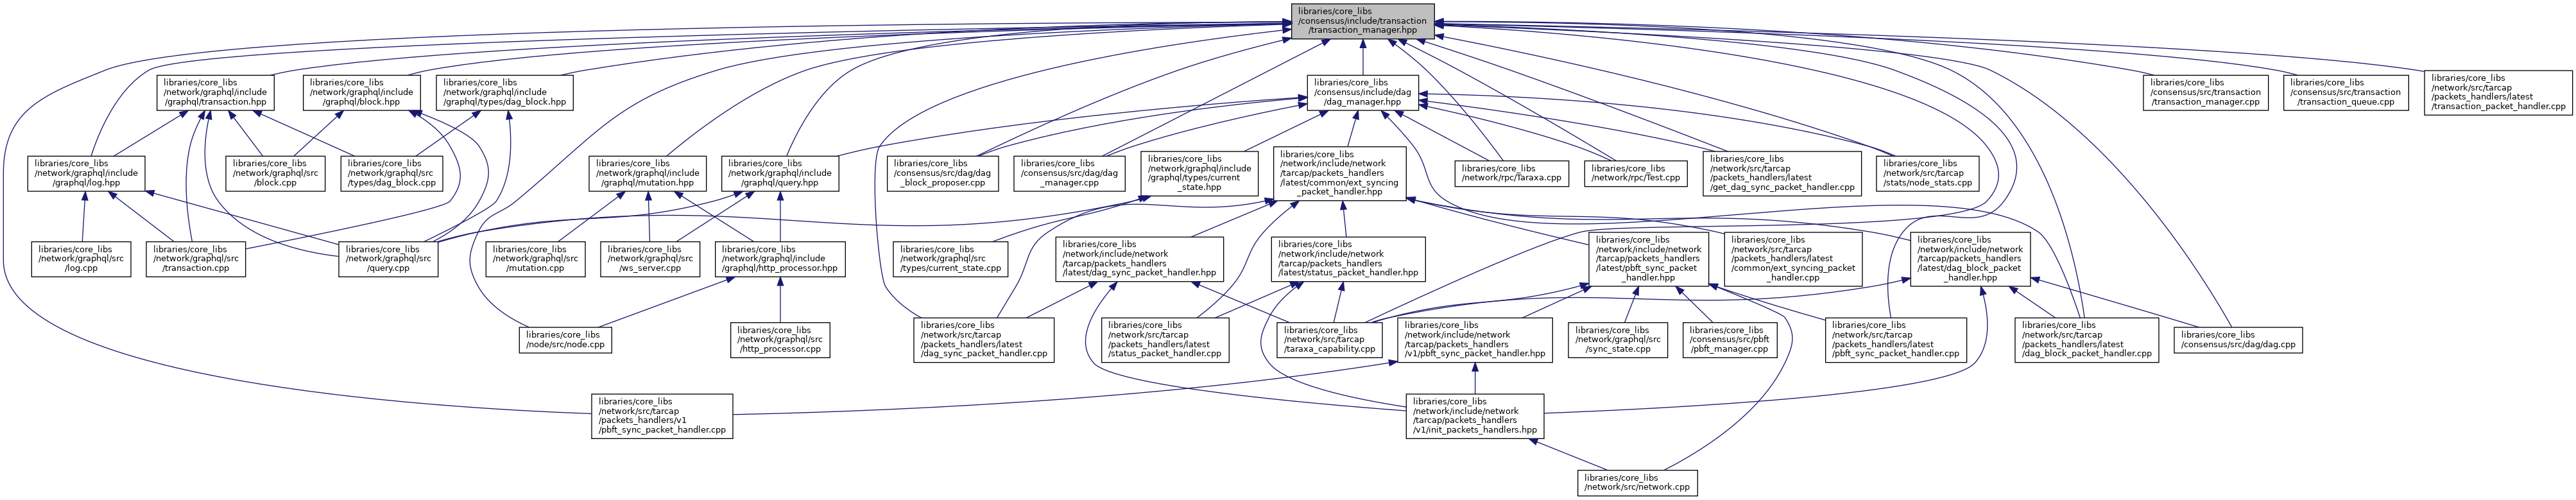 libraries/core_libs
/consensus/include/transaction
/transaction_manager.hpp
libraries/core_libs
/network/graphql/include
/graphql/transaction.hpp
libraries/core_libs
/network/graphql/include
/graphql/block.hpp
libraries/core_libs
/network/graphql/include
/graphql/types/dag_block.hpp
libraries/core_libs
/consensus/include/dag
/dag_manager.hpp
libraries/core_libs
/consensus/src/transaction
/transaction_manager.cpp
libraries/core_libs
/consensus/src/transaction
/transaction_queue.cpp
libraries/core_libs
/network/src/tarcap
/packets_handlers/latest
/transaction_packet_handler.cpp
libraries/core_libs
/network/graphql/include
/graphql/log.hpp
libraries/core_libs
/network/graphql/src
/block.cpp
libraries/core_libs
/network/graphql/src
/types/dag_block.cpp
libraries/core_libs
/network/graphql/include
/graphql/mutation.hpp
libraries/core_libs
/network/graphql/include
/graphql/query.hpp
libraries/core_libs
/consensus/src/dag/dag
_block_proposer.cpp
libraries/core_libs
/consensus/src/dag/dag
_manager.cpp
libraries/core_libs
/network/graphql/include
/graphql/types/current
_state.hpp
libraries/core_libs
/network/include/network
/tarcap/packets_handlers
/latest/common/ext_syncing
_packet_handler.hpp
libraries/core_libs
/network/rpc/Taraxa.cpp
libraries/core_libs
/network/rpc/Test.cpp
libraries/core_libs
/network/src/tarcap
/packets_handlers/latest
/get_dag_sync_packet_handler.cpp
libraries/core_libs
/network/src/tarcap
/stats/node_stats.cpp
libraries/core_libs
/network/graphql/src
/log.cpp
libraries/core_libs
/network/graphql/src
/transaction.cpp
libraries/core_libs
/network/graphql/src
/query.cpp
libraries/core_libs
/network/graphql/src
/mutation.cpp
libraries/core_libs
/network/graphql/src
/ws_server.cpp
libraries/core_libs
/network/graphql/include
/graphql/http_processor.hpp
libraries/core_libs
/network/graphql/src
/types/current_state.cpp
libraries/core_libs
/network/include/network
/tarcap/packets_handlers
/latest/dag_sync_packet_handler.hpp
libraries/core_libs
/network/include/network
/tarcap/packets_handlers
/latest/status_packet_handler.hpp
libraries/core_libs
/network/include/network
/tarcap/packets_handlers
/latest/pbft_sync_packet
_handler.hpp
libraries/core_libs
/network/src/tarcap
/packets_handlers/latest
/common/ext_syncing_packet
_handler.cpp
libraries/core_libs
/network/include/network
/tarcap/packets_handlers
/latest/dag_block_packet
_handler.hpp
libraries/core_libs
/node/src/node.cpp
libraries/core_libs
/network/graphql/src
/http_processor.cpp
libraries/core_libs
/network/src/tarcap
/packets_handlers/latest
/dag_sync_packet_handler.cpp
libraries/core_libs
/network/src/tarcap
/packets_handlers/latest
/status_packet_handler.cpp
libraries/core_libs
/network/src/tarcap
/taraxa_capability.cpp
libraries/core_libs
/network/include/network
/tarcap/packets_handlers
/v1/pbft_sync_packet_handler.hpp
libraries/core_libs
/network/graphql/src
/sync_state.cpp
libraries/core_libs
/consensus/src/pbft
/pbft_manager.cpp
libraries/core_libs
/network/src/tarcap
/packets_handlers/latest
/pbft_sync_packet_handler.cpp
libraries/core_libs
/network/src/tarcap
/packets_handlers/latest
/dag_block_packet_handler.cpp
libraries/core_libs
/consensus/src/dag/dag.cpp
libraries/core_libs
/network/src/tarcap
/packets_handlers/v1
/pbft_sync_packet_handler.cpp
libraries/core_libs
/network/include/network
/tarcap/packets_handlers
/v1/init_packets_handlers.hpp
libraries/core_libs
/network/src/network.cpp